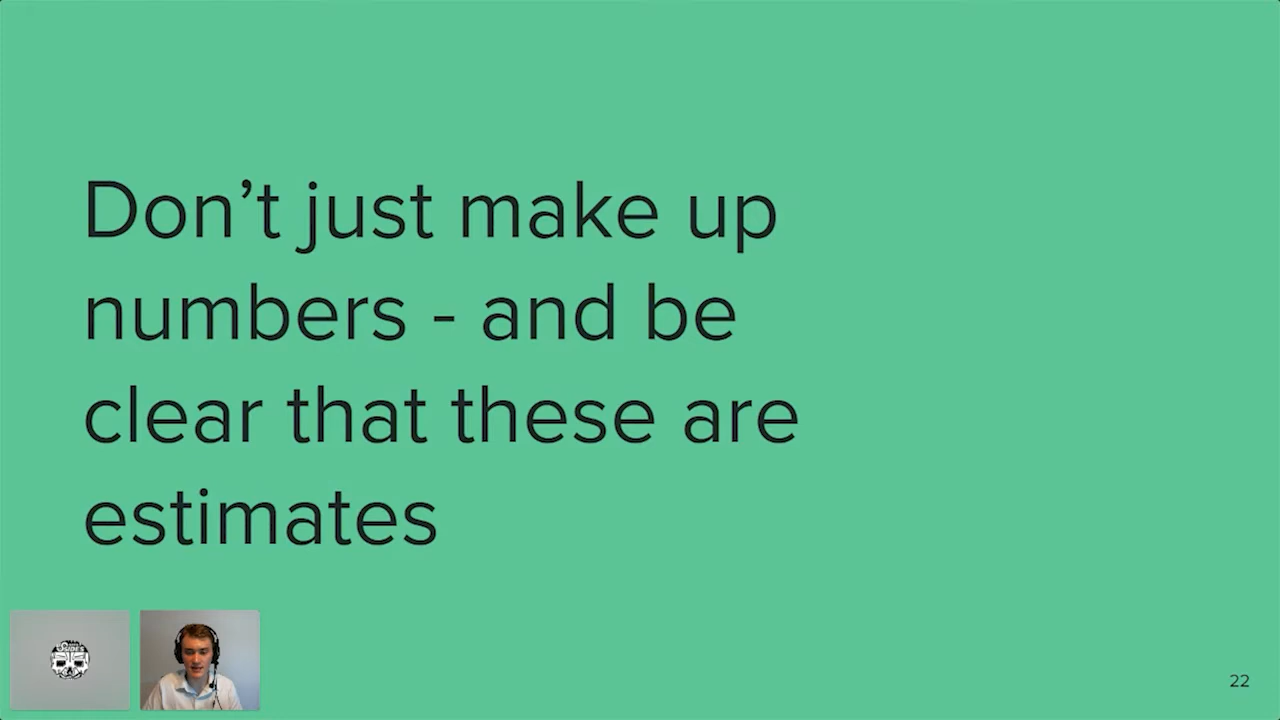 Don’t just make up
numbers - and be
clear that these are
estimates
22